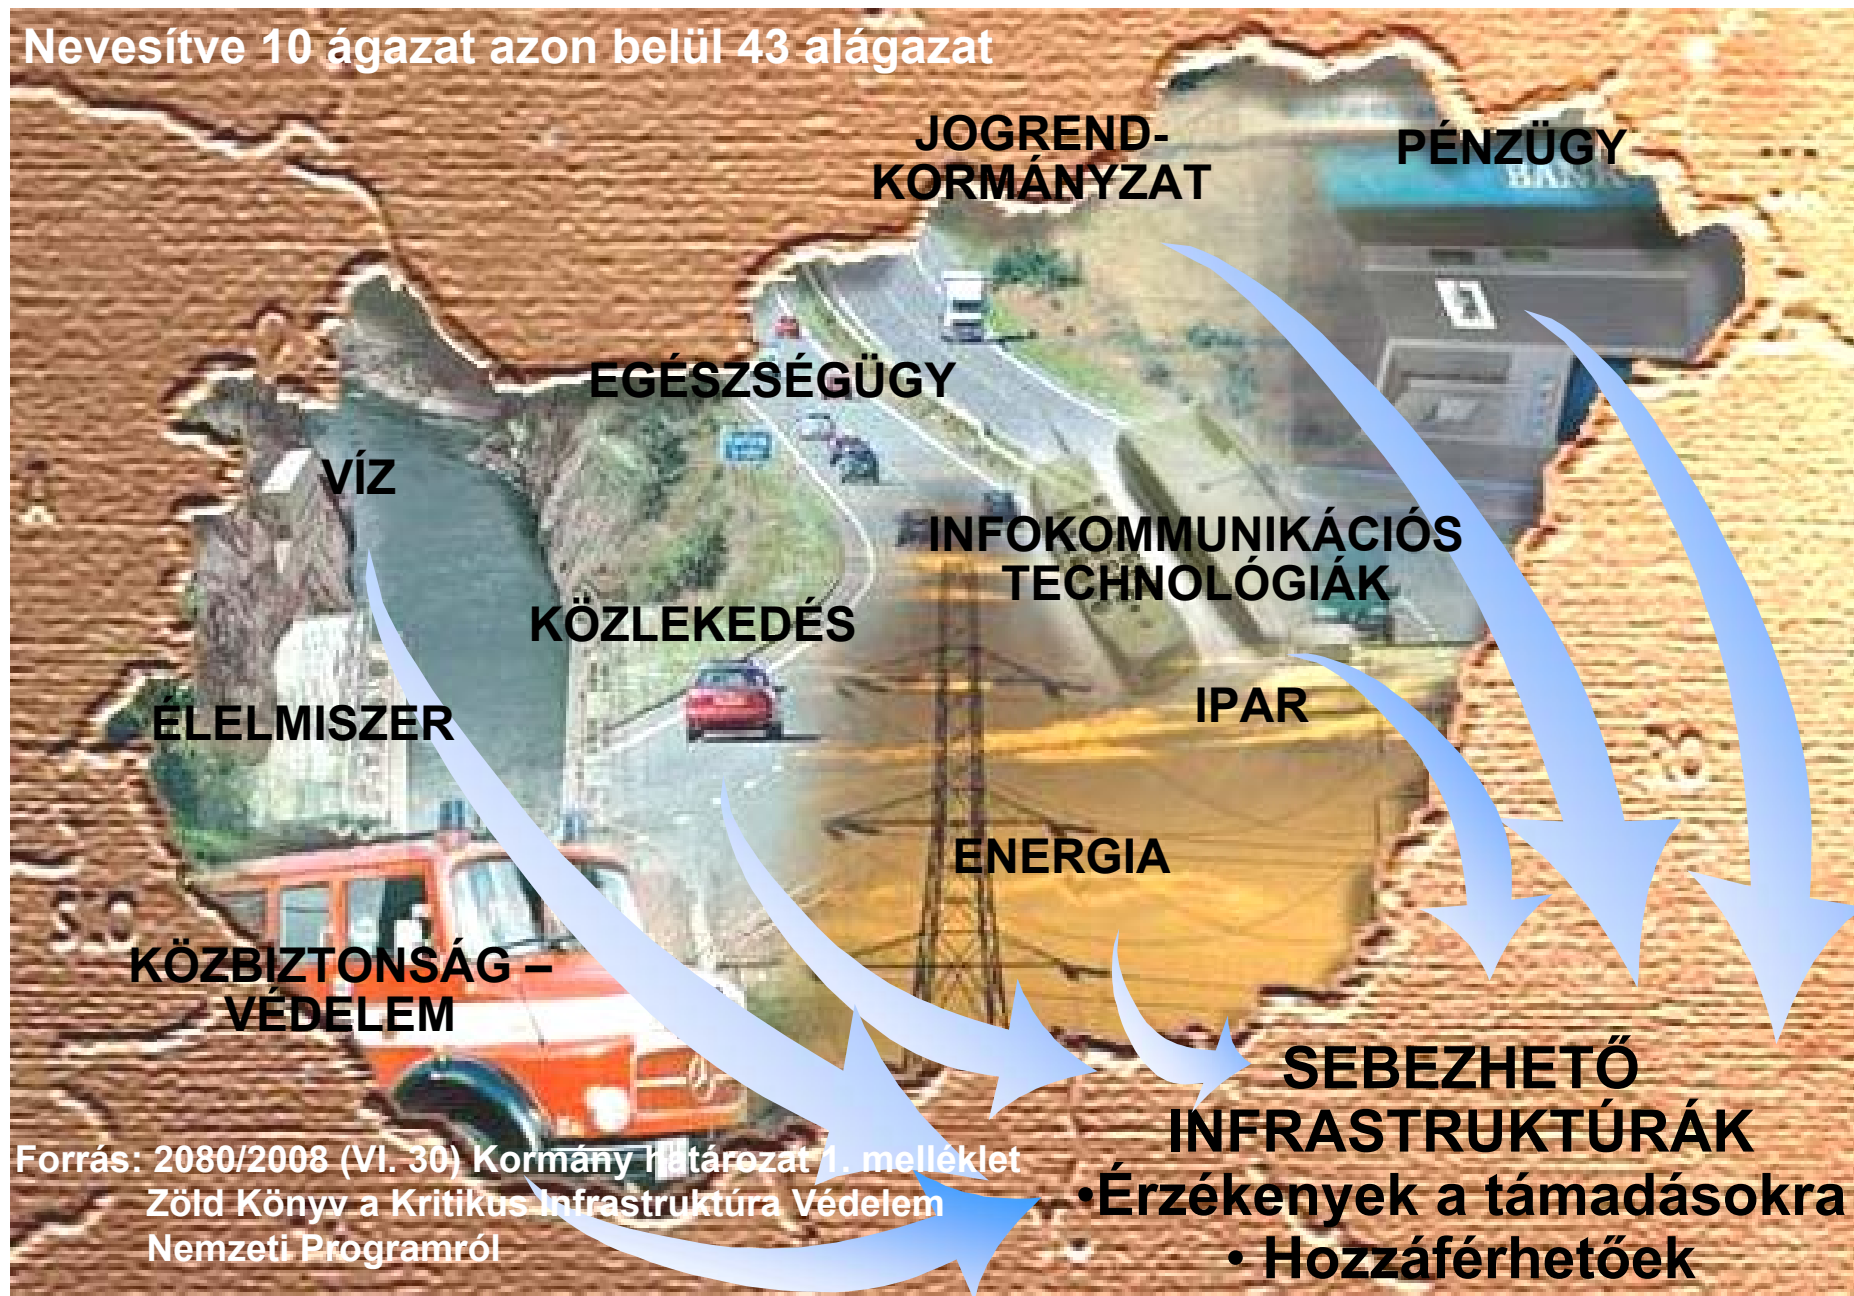 Nevesítve 10 ágazat azon belül 43 alágazat
JOGREND-
KORMÁNYZAT
PÉNZÜGY
BANK
EGÉSZSÉGÜGY
VÍZ
INFOKOMMUNIKÁCIÓS
TECHNOLÓGIÁK
KÖZLEKEDÉS
IPAR
ÉLELMISZER
ENERGIA
KÖZBIZTONSÁG –
VÉDELEM
SEBEZHETŐ
INFRASTRUKTÚRÁK
•Érzékenyek a támadásokra
• Hozzáférhetőek
Forrás: 2080/2008 (VI. 30) Kormány határozat 1. melléklet
Zöld Könyv a Kritikus Infrastruktúra Védelem
Nemzeti Programról